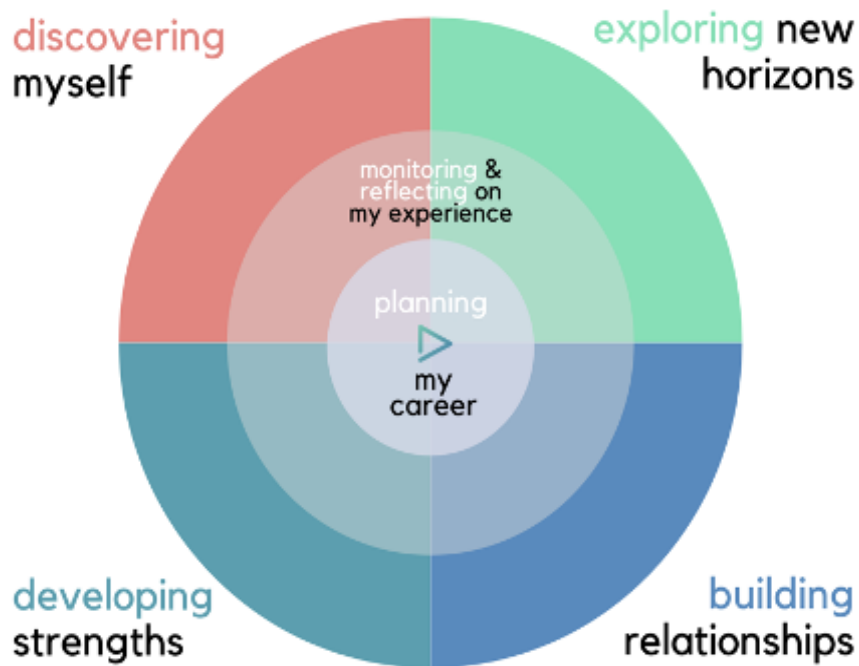 discovering
myself
exploring new
horizons
monitoring &
reflecting on
my experience
planning
my
career
developing
strengths
building
relationships